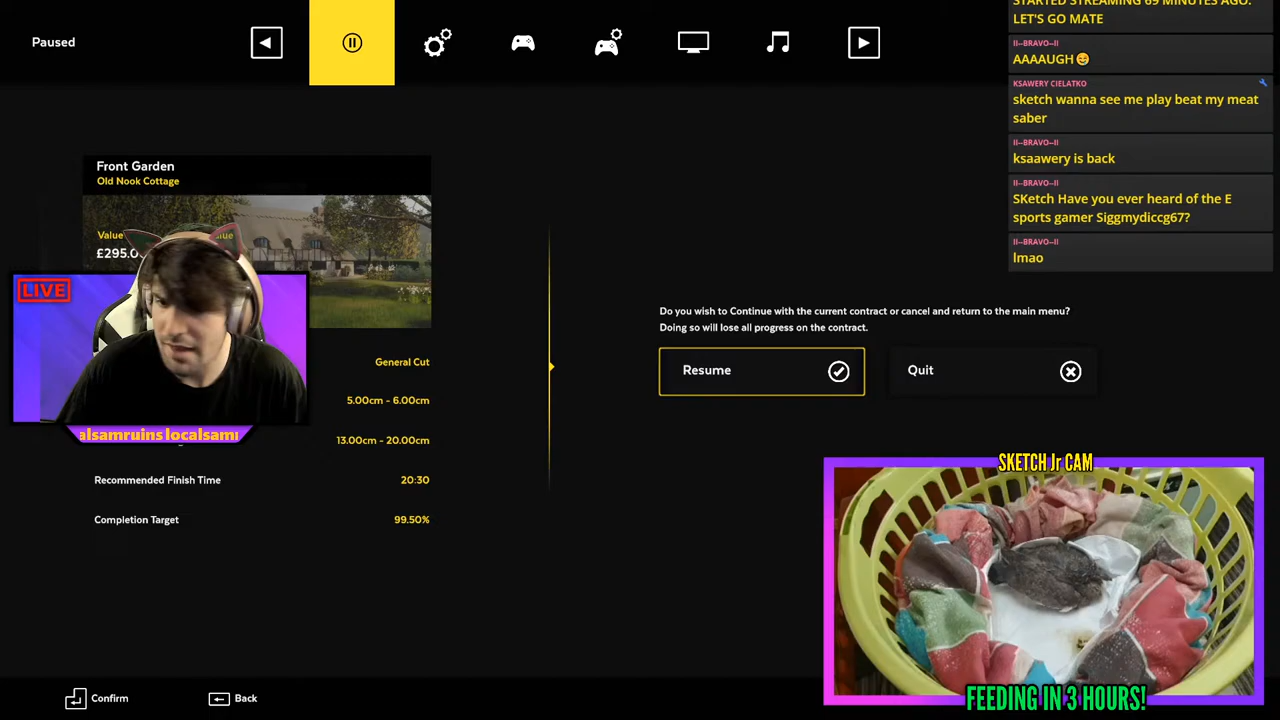 Paused
STARTED STREAMING 69 MINUTES AGO.
LET'S GO MATE
II--BRAVO--II
AAAAUGH
KSAWERY CIELATKO
sketch wanna see me play beat my meat
saber
II--BRAVO--II
ksaawery is back
II--BRAVO--II
SKetch Have you ever heard of the E
sports gamer Siggmydiccg67?
II--BRAVO--II
lmao
Front Garden
Old Nook Cottage
Value
£295.0
LIVE
General Cut
5.00cm - 6.00cm
alsamruins localsam
13.00cm - 20.00cm
Recommended Finish Time 20:30
Completion Target 99.50%
Do you wish to Continue with the current contract or cancel and return to the main menu?
Doing so will lose all progress on the contract.
Resume
Quit
SKETCH Jr CAM
FEEDING IN 3 HOURS!
Confirm
Back